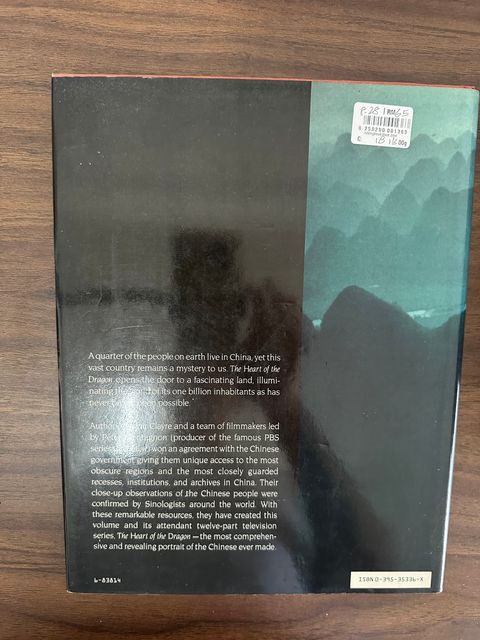 A quarter of the people on earth live in China, yet this
vast country remains a mystery to us. The Heart of the
Dragon opens the door to a fascinating land, illumi-
nating the of its one billion inhabitants as has
never been possible.
Author Clayre and a team of filmmakers led
by Peter (producer of the famous PBS
series won an agreement with the Chinese
government giving them unique access to the most
obscure regions and the most closely guarded
recesses, institutions, and archives in China. Their
close-up observations of the Chinese people were
confirmed by Sinologists around the world. With
these remarkable resources, they have created this
volume and its attendant twelve-part television
series, The Heart of the Dragon—the most comprehen-
sive and revealing portrait of the Chinese ever made.
6-83814
ISBN 0-395-35336-X